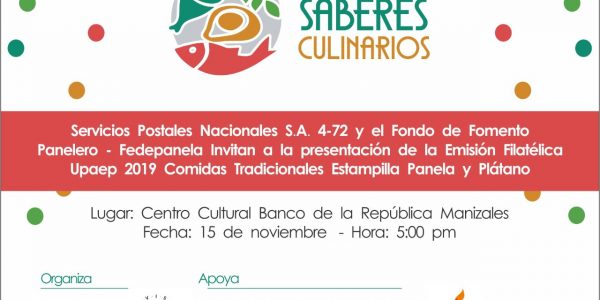 SABERES
CULINARIOS
Servicios Postales Nacionales S.A. 4-72 y el Fondo de Fomento
Panelero - Fedepanela Invitan a la presentación de la Emisión Filatélica
Upaep 2019 Comidas Tradicionales Estampilla Panela y Plátano
Lugar: Centro Cultural Banco de la República Manizales
Fecha: 15 de noviembre - Hora: 5:00 pm
Organiza Apoya